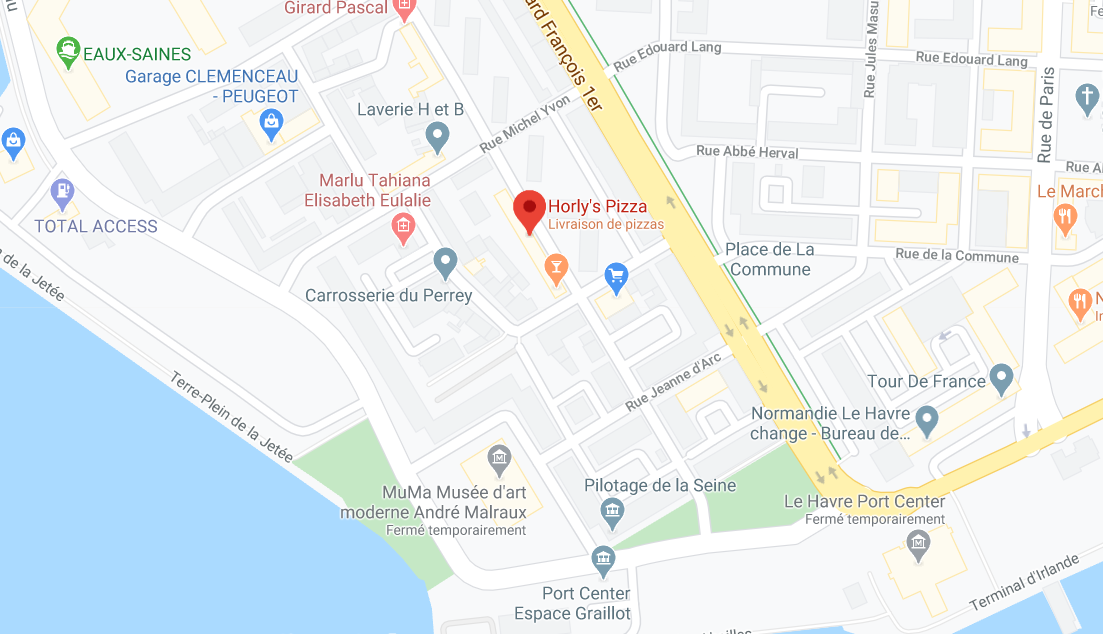 Girard Pascal
EAUX-SAINES
Garage CLEMENCEAU
- PEUGEOT
Laverie H et B
Rue Michel Yvon
Rue Edouard Lang
Rue Edouard Lang
Rue de Paris
Rue Abbé Herval
Marlu Tahiana
Elisabeth Eulalie
TOTAL ACCESS
Horly's Pizza
Livraison de pizzas
Place de La
Commune
Rue de la Commune
Carrosserie du Perrey
de la Jetée
Terre-Plein de la Jetée
Rue Jeanne d'Arc
Tour De France
Normandie Le Havre
change - Bureau de...
MuMa Musée d'art
moderne André Malraux
Fermé temporairement
Pilotage de la Seine
Le Havre Port Center
Fermé temporairement
Port Center
Espace Graillot
Terminal d'Irlande
François 1er
Rue Jules Masu
Le March